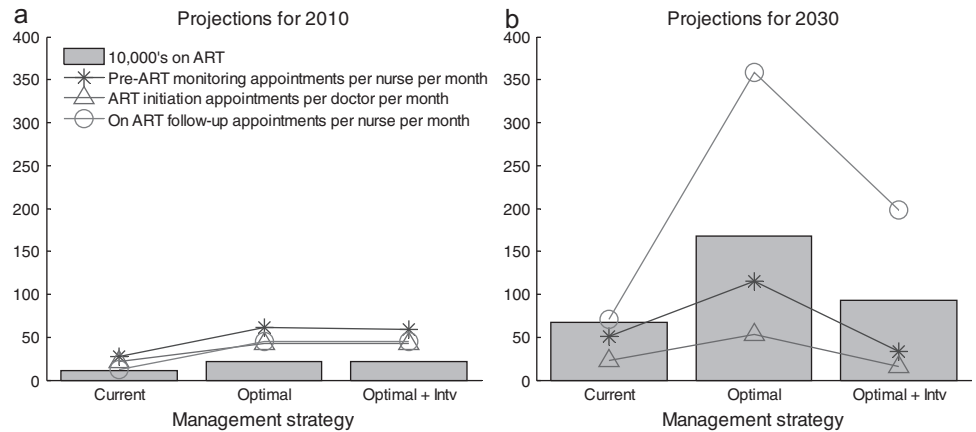 a
Projections for 2010
400
350
300
250
200
150
100
50
0
10,000's on ART
Pre-ART monitoring appointments per nurse per month
ART initiation appointments per doctor per month
On ART follow-up appointments per nurse per month
Current
Optimal
Optimal + Intv
Management strategy
b
Projections for 2030
400
350
300
250
200
150
100
50
0
Current
Optimal
Optimal + Intv
Management strategy